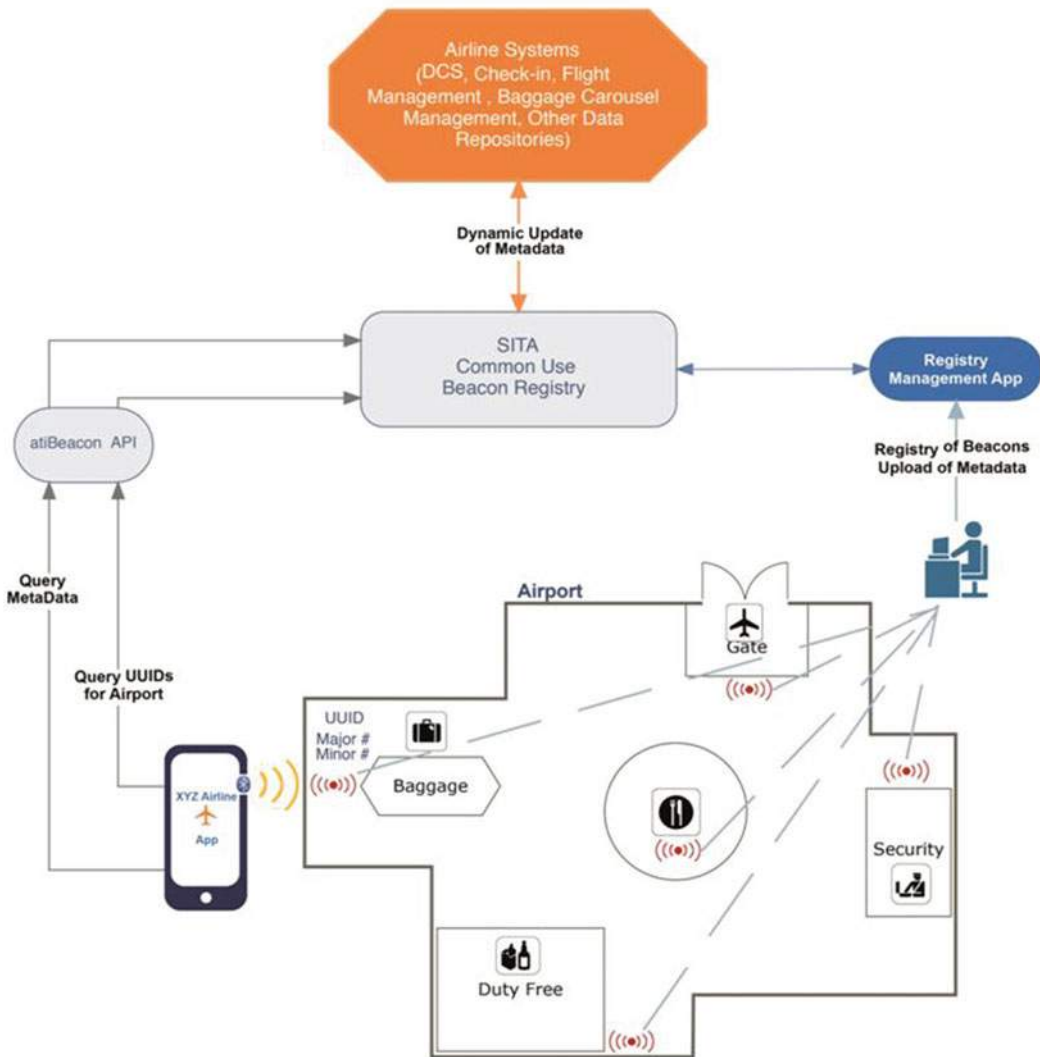 Airline Systems
(DCS, Check-in, Flight
Management , Baggage Carousel
Management, Other Data
Repositories)
Dynamic Update
of Metadata
SITA
Common Use
Beacon Registry
Registry
Management App
atiBeacon API
Registry of Beacons
Upload of Metadata
Query
MetaData
Airport
Gate
Query UUIDs
for Airport
UUID
Major #
Minor #
Baggage
XYZ Airline
App
Security
Duty Free